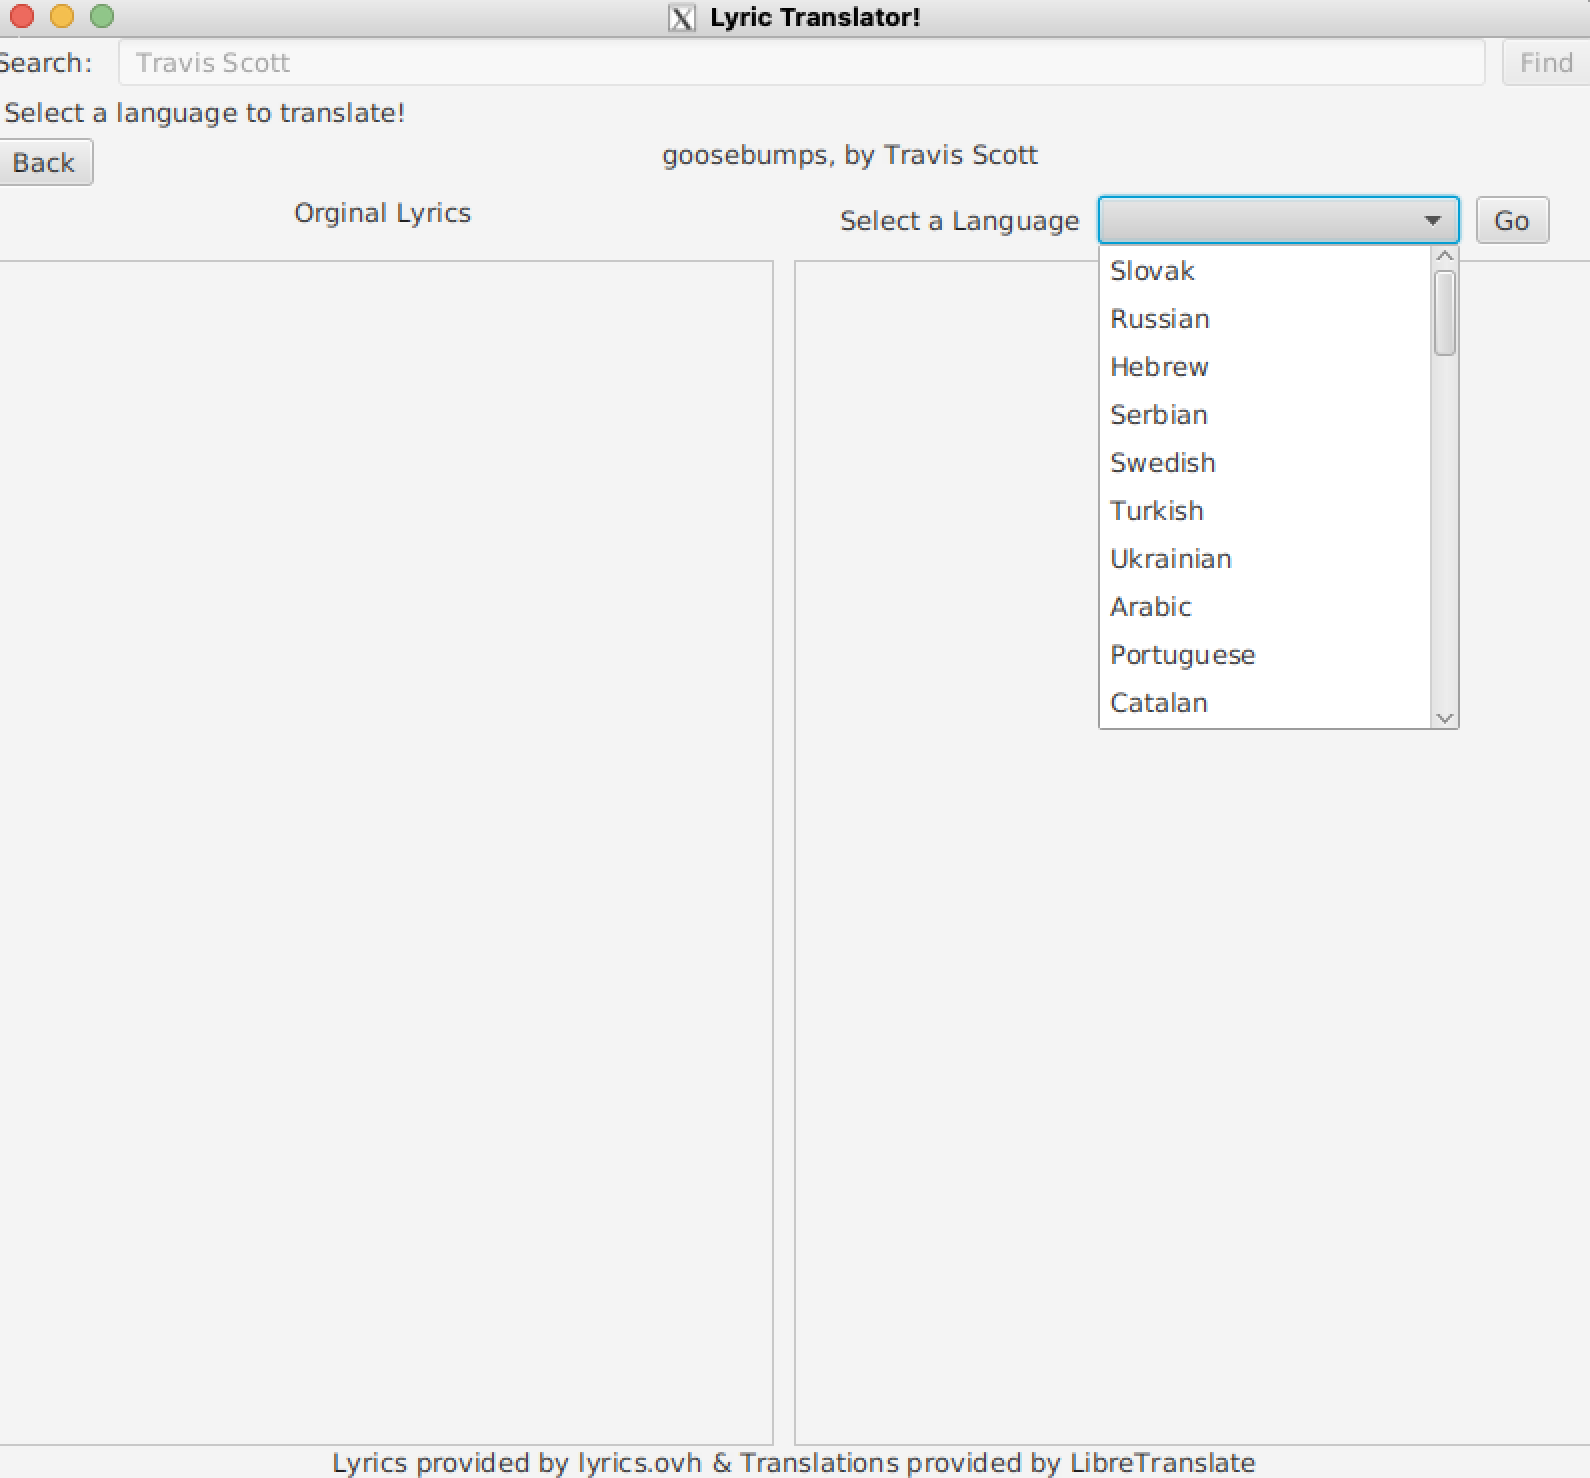 Lyric Translator!
Search: Travis Scott Find
Select a language to translate!
Back
goosebumps, by Travis Scott
Orginal Lyrics
Select a Language Go
Slovak
Russian
Hebrew
Serbian
Swedish
Turkish
Ukrainian
Arabic
Portuguese
Catalan
Lyrics provided by lyrics.ovh & Translations provided by LibreTranslate